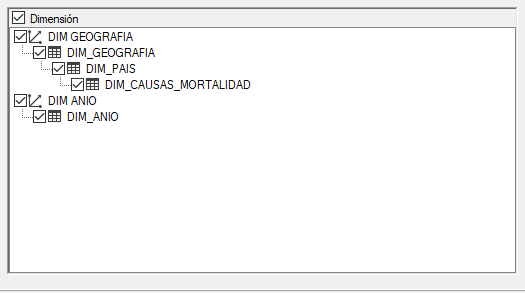 Dimensión
DIM GEOGRAFIA
DIM_GEOGRAFIA
DIM_PAIS
DIM_CAUSAS_MORTALIDAD
DIM ANIO
DIM_ANIO